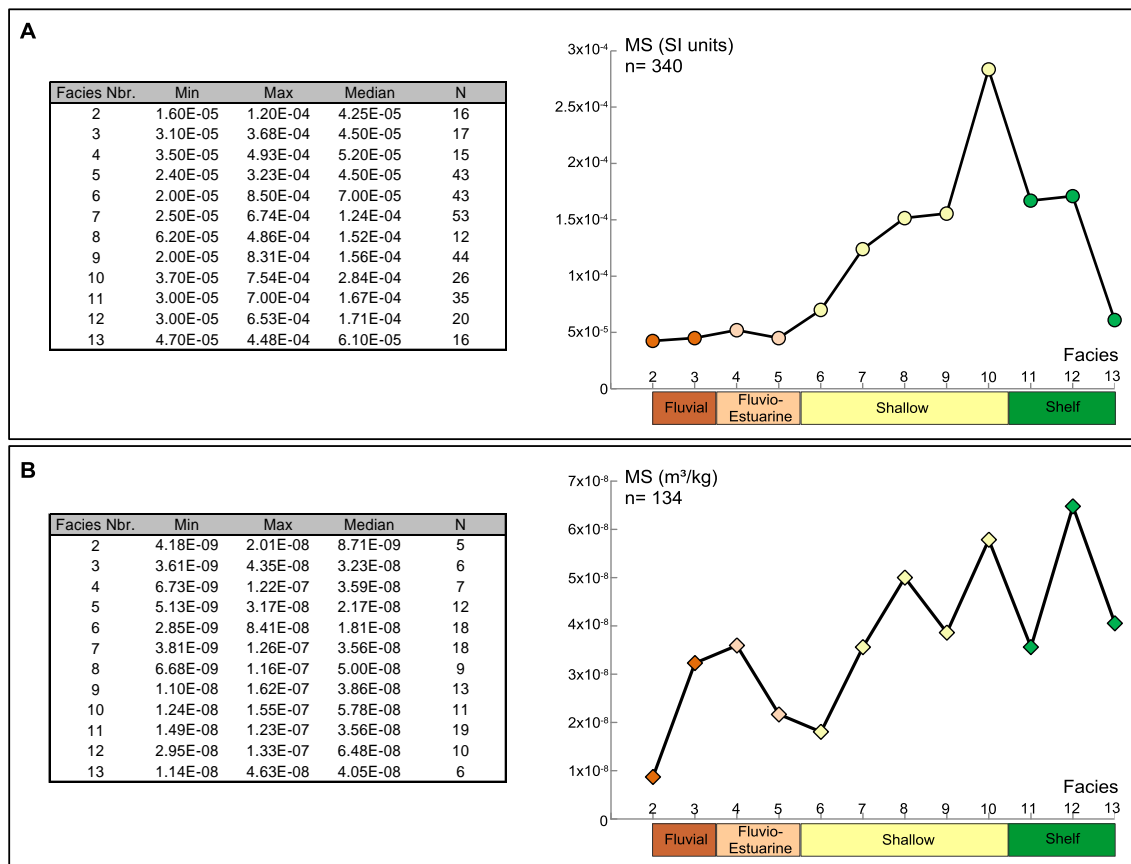 A
Facies Nbr. Min Max Median N
2 1.60E-05 1.20E-04 4.25E-05 16
3 3.10E-05 3.68E-04 4.50E-05 17
4 3.50E-05 4.93E-04 5.20E-05 15
5 2.40E-05 3.23E-04 4.50E-05 43
6 2.00E-05 8.50E-04 7.00E-05 43
7 2.50E-05 6.74E-04 1.24E-04 53
8 6.20E-05 4.86E-04 1.52E-04 12
9 2.00E-05 8.31E-04 1.56E-04 44
10 3.70E-05 7.54E-04 2.84E-04 26
11 3.00E-05 7.00E-04 1.67E-04 35
12 3.00E-05 6.53E-04 1.71E-04 20
13 4.70E-05 4.48E-04 6.10E-05 16
MS (SI units)
n= 340
3x10⁻⁴
2.5x10⁻⁴
2x10⁻⁴
1.5x10⁻⁴
1x10⁻⁴
5x10⁻⁵
0
Facies
2 3 4 5 6 7 8 9 10 11 12 13
Fluvial Fluvio-Estuarine Shallow Shelf
B
Facies Nbr. Min Max Median N
2 4.18E-09 2.01E-08 8.71E-09 5
3 3.61E-09 4.35E-08 3.23E-08 6
4 6.73E-09 1.22E-07 3.59E-08 7
5 5.13E-09 3.17E-08 2.17E-08 12
6 2.85E-09 8.41E-08 1.81E-08 18
7 3.81E-09 1.26E-07 3.56E-08 18
8 6.68E-09 1.16E-07 5.00E-08 9
9 1.10E-08 1.62E-07 3.86E-08 13
10 1.24E-08 1.55E-07 5.78E-08 11
11 1.49E-08 1.23E-07 3.56E-08 19
12 2.95E-08 1.33E-07 6.48E-08 10
13 1.14E-08 4.63E-08 4.05E-08 6
MS (m³/kg)
n= 134
7x10⁻⁸
6x10⁻⁸
5x10⁻⁸
4x10⁻⁸
3x10⁻⁸
2x10⁻⁸
1x10⁻⁸
0
Facies
2 3 4 5 6 7 8 9 10 11 12 13
Fluvial Fluvio-Estuarine Shallow Shelf